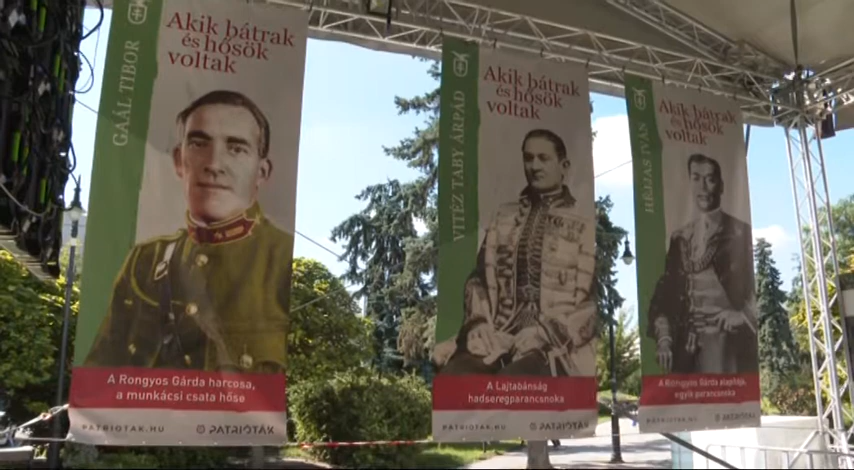 GAÁL TIBOR
Akik bátrak
és hősök
voltak
A Rongyos Gárda harcosa,
a munkácsi csata hőse
PATRIOTAK.HU
PATRIÓTÁK
VITÉZ TABY ÁRPÁD
Akik bátrak
és hősök
voltak
A Lajtabánság
hadseregparancsnoka
PATRIOTAK.HU
PATRIÓTÁK
HÉJJAS IVÁN
Akik bátrak
és hősök
voltak
A Rongyos Gárda alapítója,
egyik parancsnoka
PATRIOTAK.HU
PATRIÓTÁK